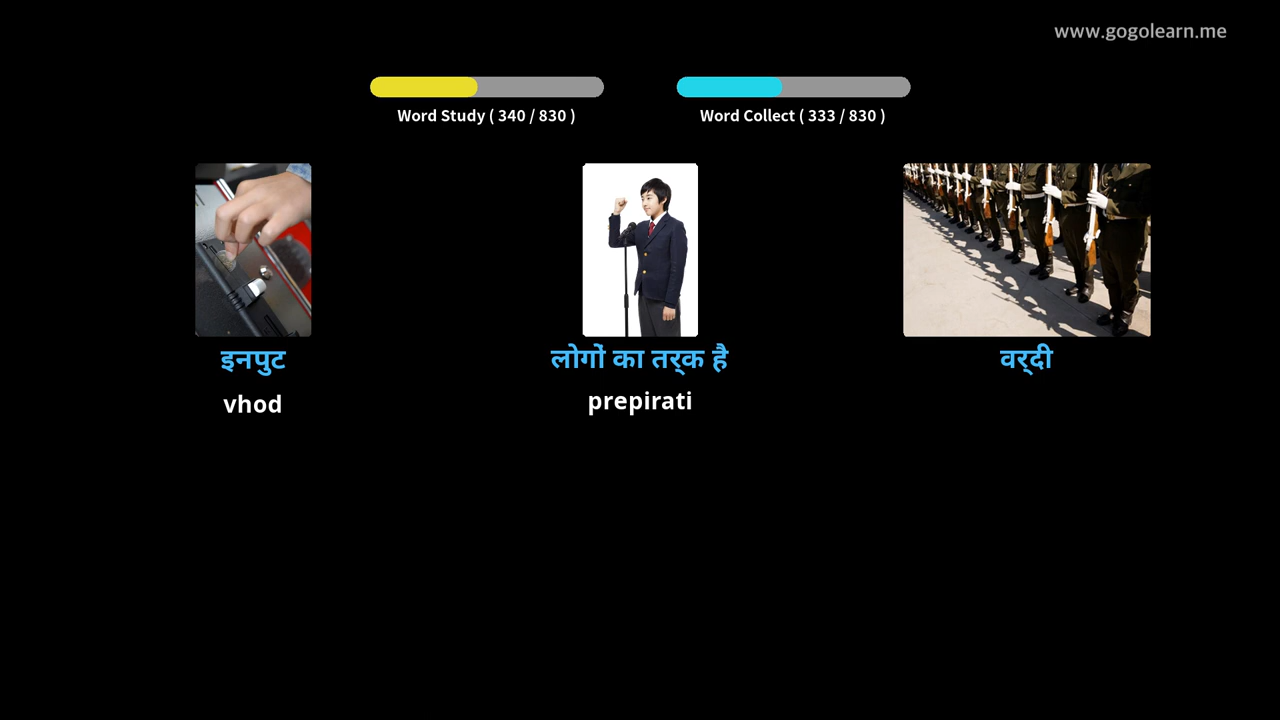 www.gogolearn.me
Word Study ( 340 / 830 )
Word Collect ( 333 / 830 )
इनपुट
लोगों का तर्क है
वर्दी
vhod
prepirati